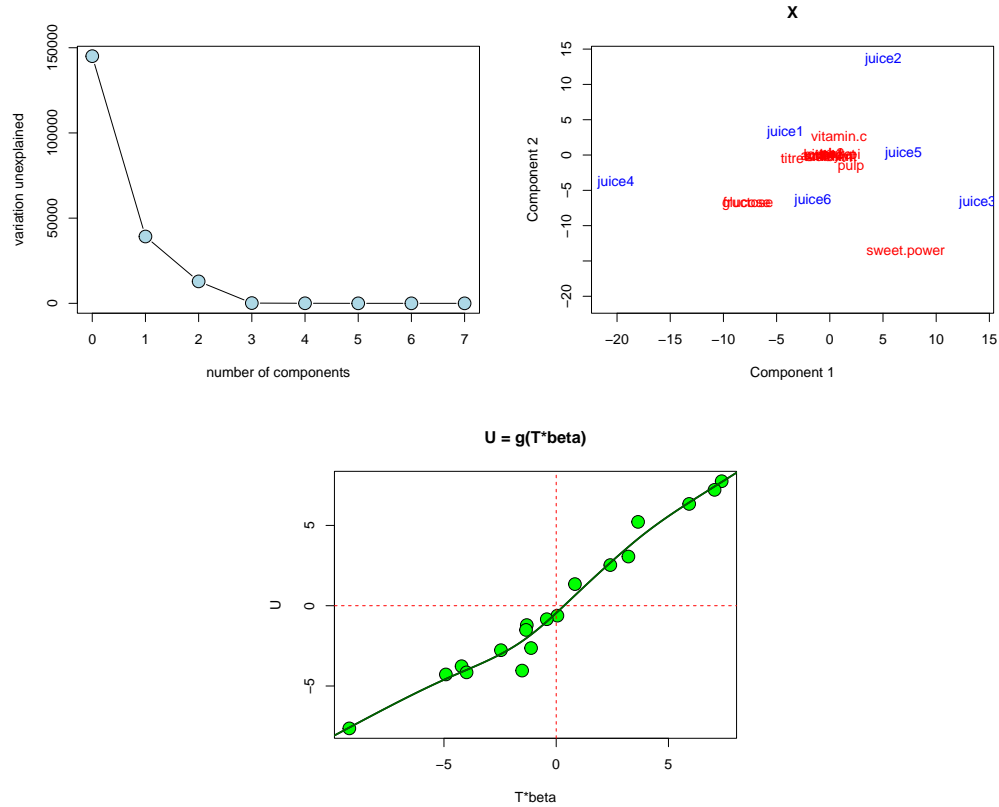 variation unexplained
150000
100000
50000
0
0 1 2 3 4 5 6 7
number of components
X
Component 2
15
10
5
0
−5
−10
−20
juice2
juice1
vitamin.c
juice5
titre
pulp
juice4
juice6
juice3
glucose
sweet.power
−20 −15 −10 −5 0 5 10 15
Component 1
U = g(T*beta)
U
5
0
−5
−5 0 5
T*beta